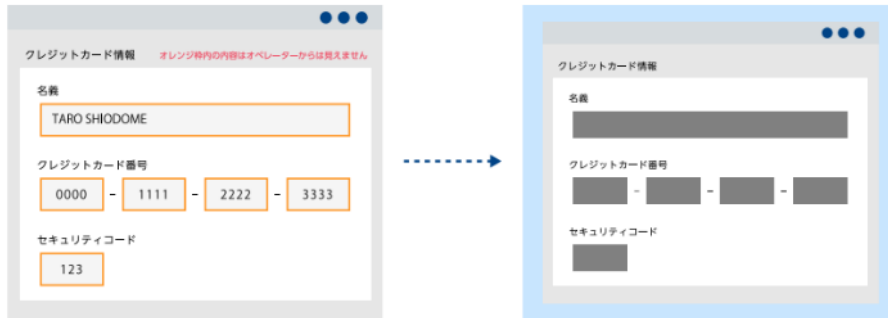 クレジットカード情報 オレンジ枠内の内容はオペレーターからは見えません
名義
TARO SHIODOME
クレジットカード番号
0000 - 1111 - 2222 - 3333
セキュリティコード
123
クレジットカード情報
名義
クレジットカード番号
- - -
セキュリティコード